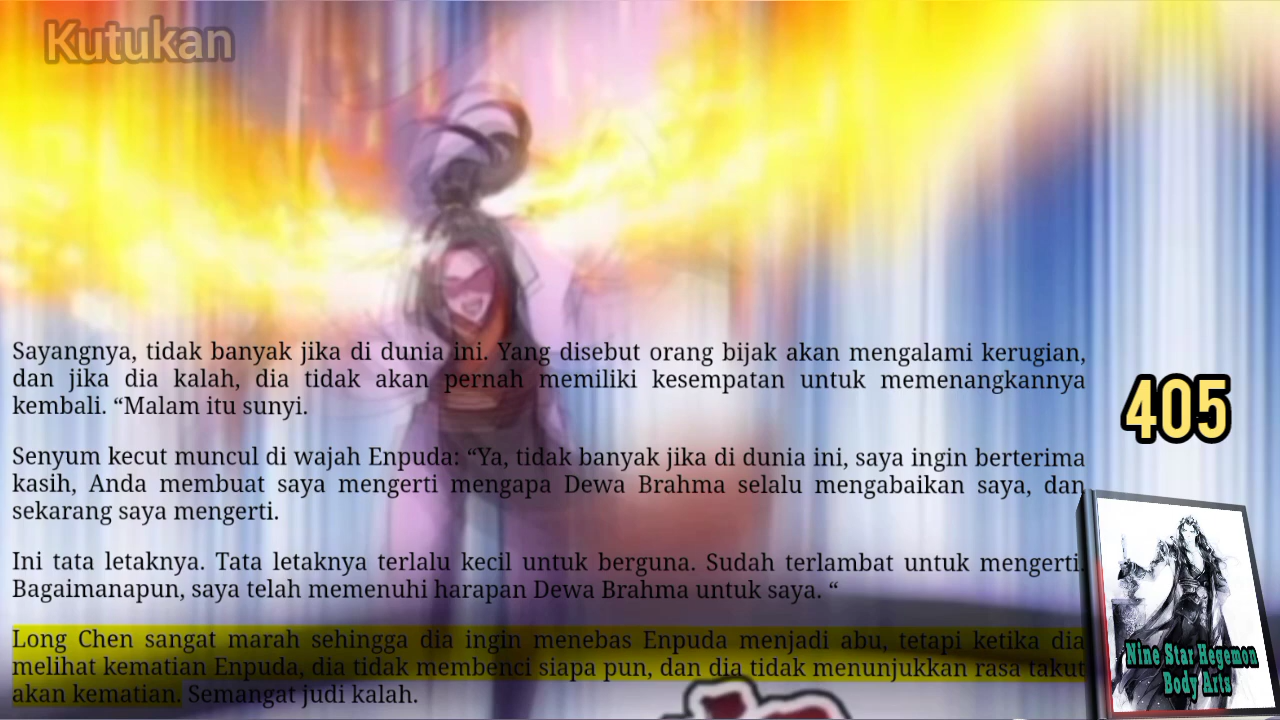 Kutukan
Sayangnya, tidak banyak jika di dunia ini. Yang disebut orang bijak akan mengalami kerugian,
dan jika dia kalah, dia tidak akan pernah memiliki kesempatan untuk memenangkannya
kembali. “Malam itu sunyi.
Senyum kecut muncul di wajah Enpuda: “Ya, tidak banyak jika di dunia ini, saya ingin berterima
kasih, Anda membuat saya mengerti mengapa Dewa Brahma selalu mengabaikan saya, dan
sekarang saya mengerti.
Ini tata letaknya. Tata letaknya terlalu kecil untuk berguna. Sudah terlambat untuk mengerti.
Bagaimanapun, saya telah memenuhi harapan Dewa Brahma untuk saya. “
Long Chen sangat marah sehingga dia ingin menebas Enpuda menjadi abu, tetapi ketika dia
melihat kematian Enpuda, dia tidak membenci siapa pun, dan dia tidak menunjukkan rasa takut
akan kematian. Semangat judi kalah.
405
Nine Star Hegemon
Body Arts